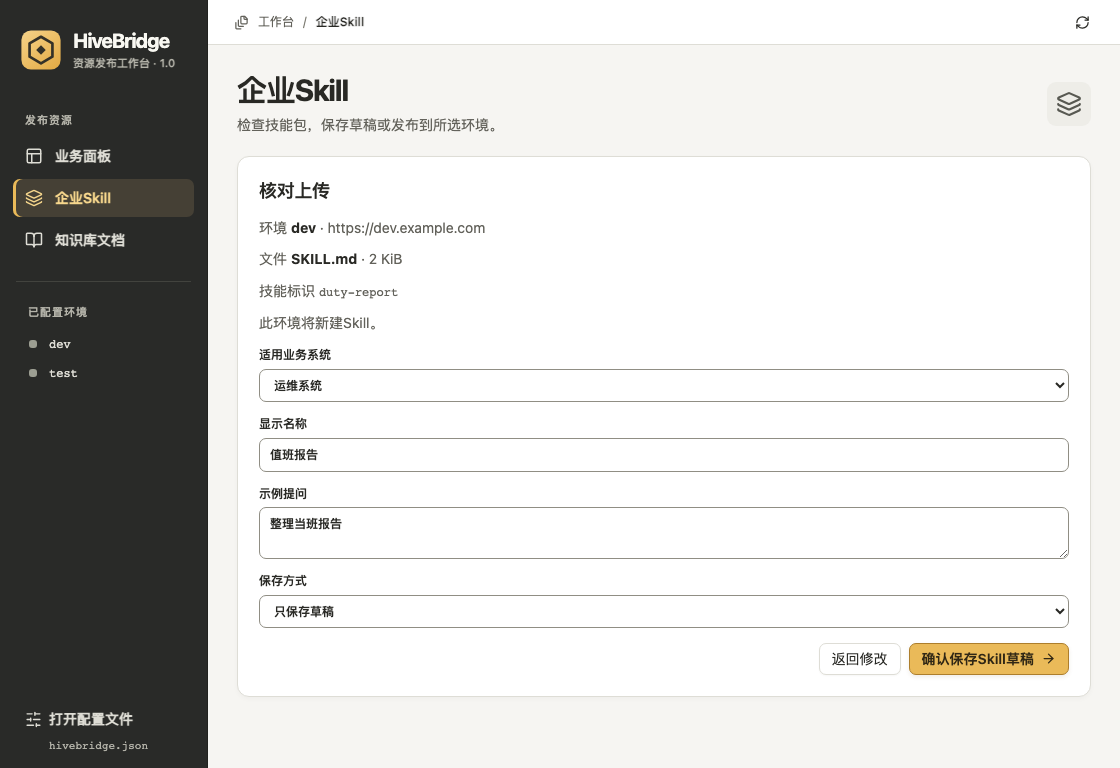 HiveBridge
资源发布工作台 · 1.0
发布资源
业务面板
企业Skill
知识库文档
已配置环境
dev
test
打开配置文件
hivebridge.json
工作台 / 企业Skill
企业Skill
检查技能包，保存草稿或发布到所选环境。
核对上传
环境 dev · https://dev.example.com
文件 SKILL.md · 2 KiB
技能标识 duty-report
此环境将新建Skill。
适用业务系统
运维系统
显示名称
值班报告
示例提问
整理当班报告
保存方式
只保存草稿
返回修改
确认保存Skill草稿 →